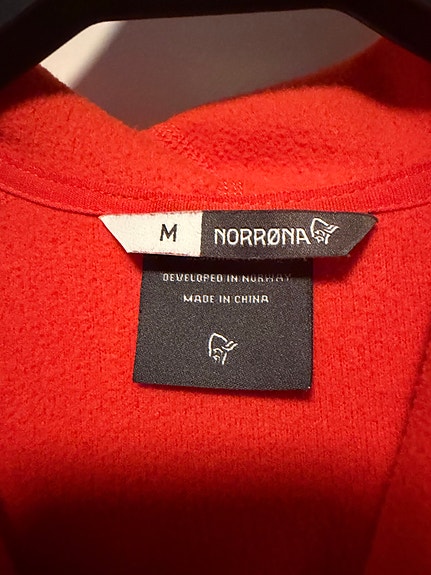 M NORRØNA
DEVELOPED IN NORWAY
MADE IN CHINA